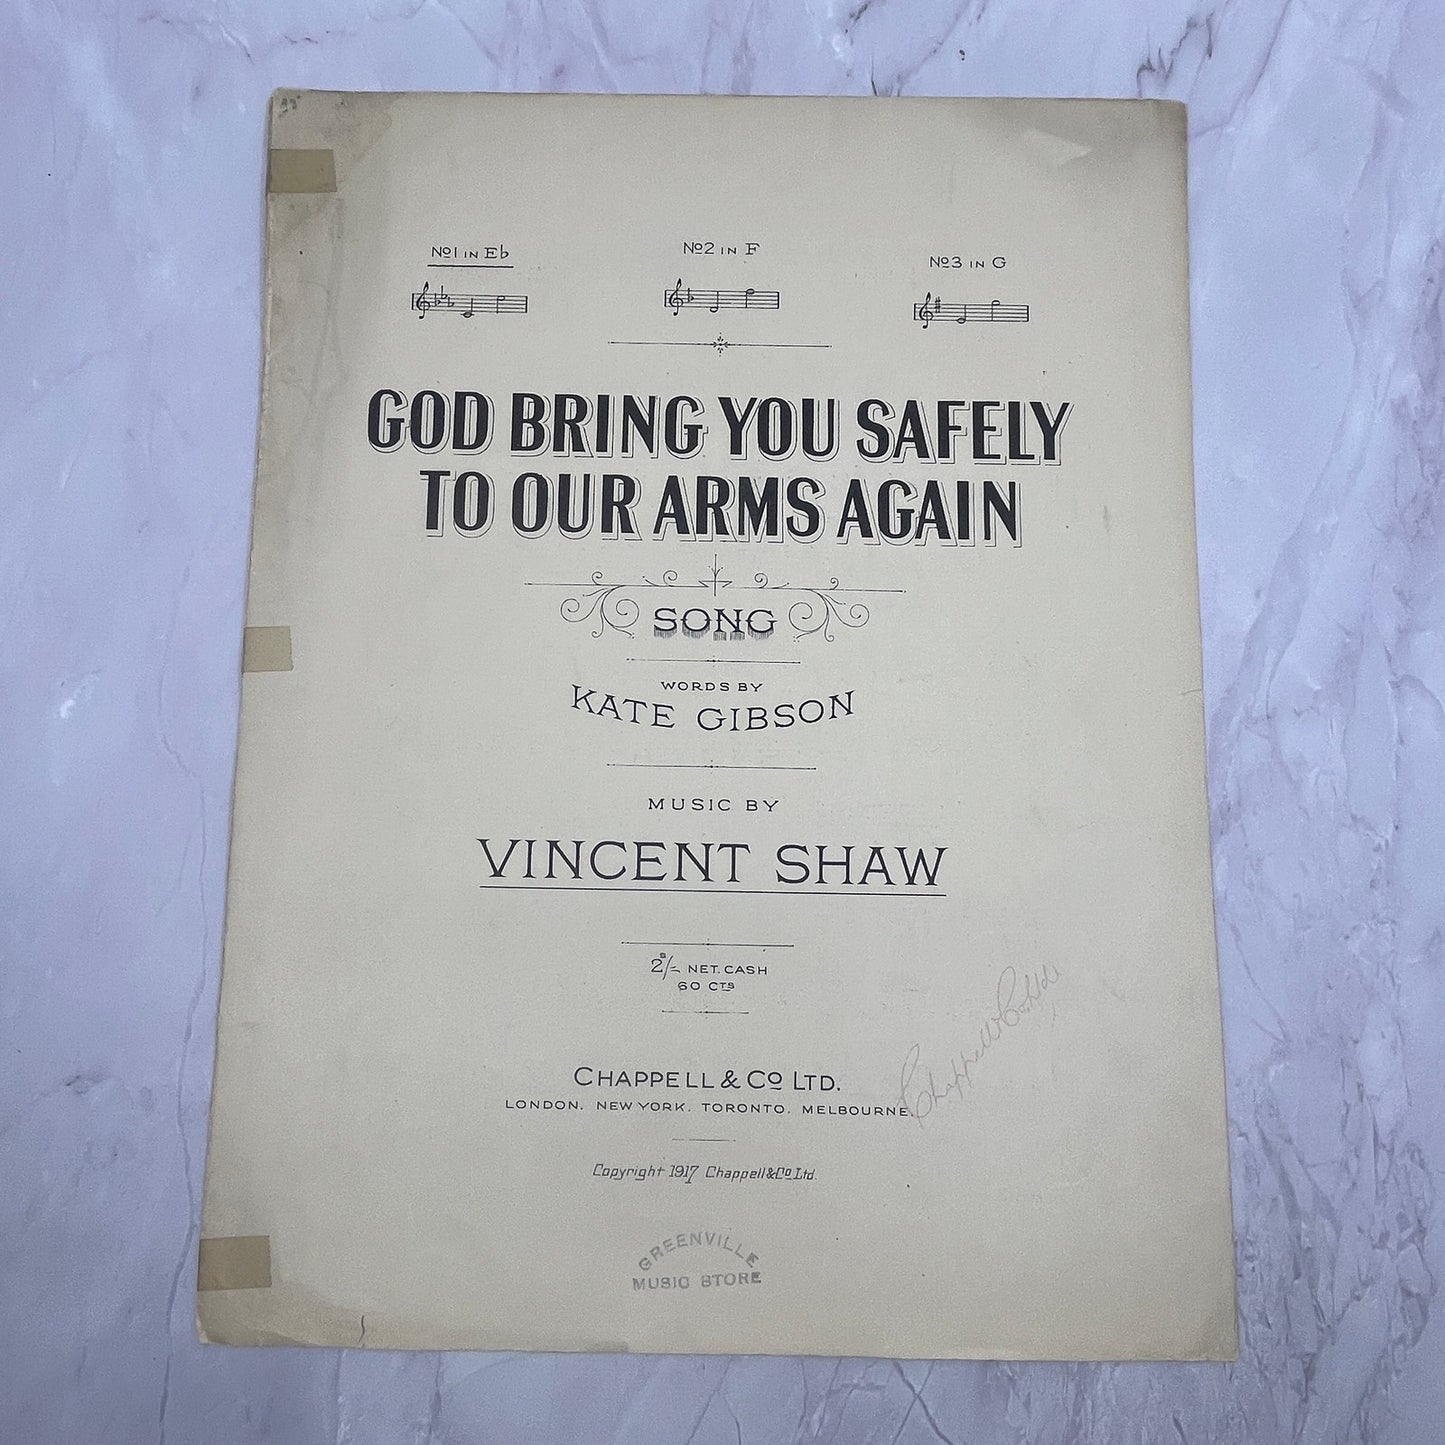 No1 IN E♭
No2 IN F
No3 IN G
GOD BRING YOU SAFELY
TO OUR ARMS AGAIN
SONG
WORDS BY
KATE GIBSON
MUSIC BY
VINCENT SHAW
2s/= NET. CASH
60 CTS
CHAPPELL & Co LTD.
LONDON. NEW YORK. TORONTO. MELBOURNE.
Copyright 1917 Chappell & Co Ltd.
GREENVILLE
MUSIC STORE